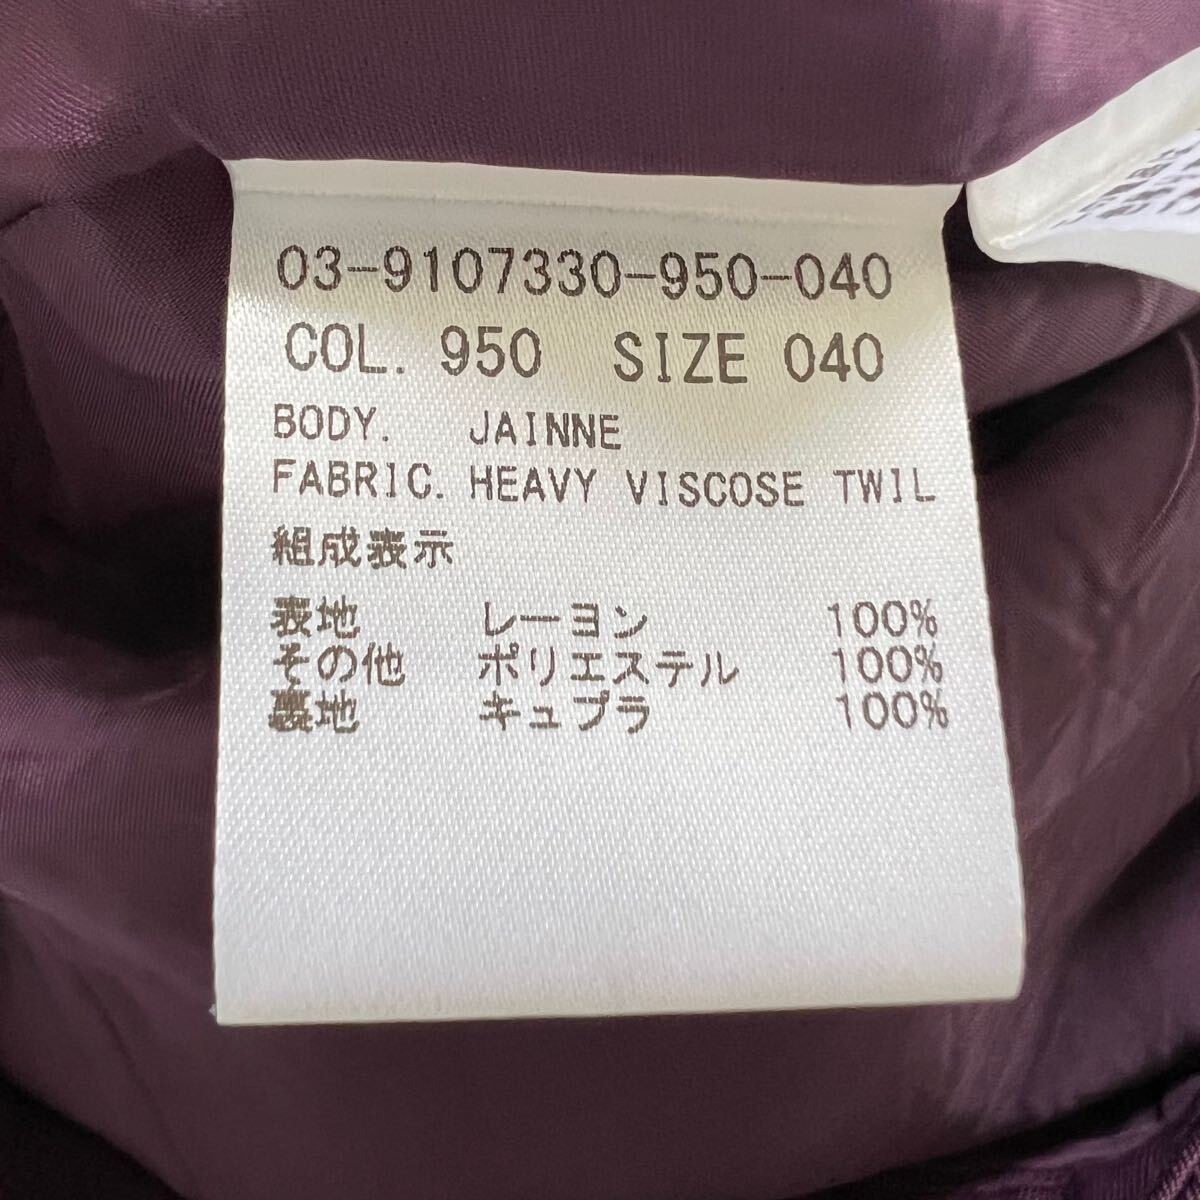 03-9107330-950-040
COL. 950 SIZE 040
BODY. JAINNE
FABRIC. HEAVY VISCOSE TWIL
組成表示
表地 レーヨン 100%
その他 ポリエステル 100%
裏地 キュプラ 100%